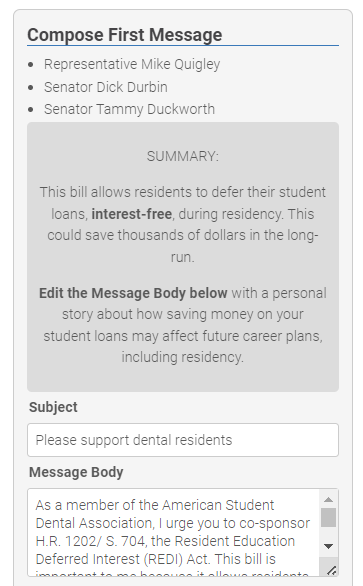 Compose First Message
Representative Mike Quigley
Senator Dick Durbin
Senator Tammy Duckworth
SUMMARY:
This bill allows residents to defer their student
loans, interest-free, during residency. This
could save thousands of dollars in the long-
run.
Edit the Message Body below with a personal
story about how saving money on your
student loans may affect future career plans,
including residency.
Subject
Please support dental residents
Message Body
As a member of the American Student
Dental Association, I urge you to co-sponsor
H.R. 1202/ S. 704, the Resident Education
Deferred Interest (REDI) Act. This bill is
important to me because it allows residents